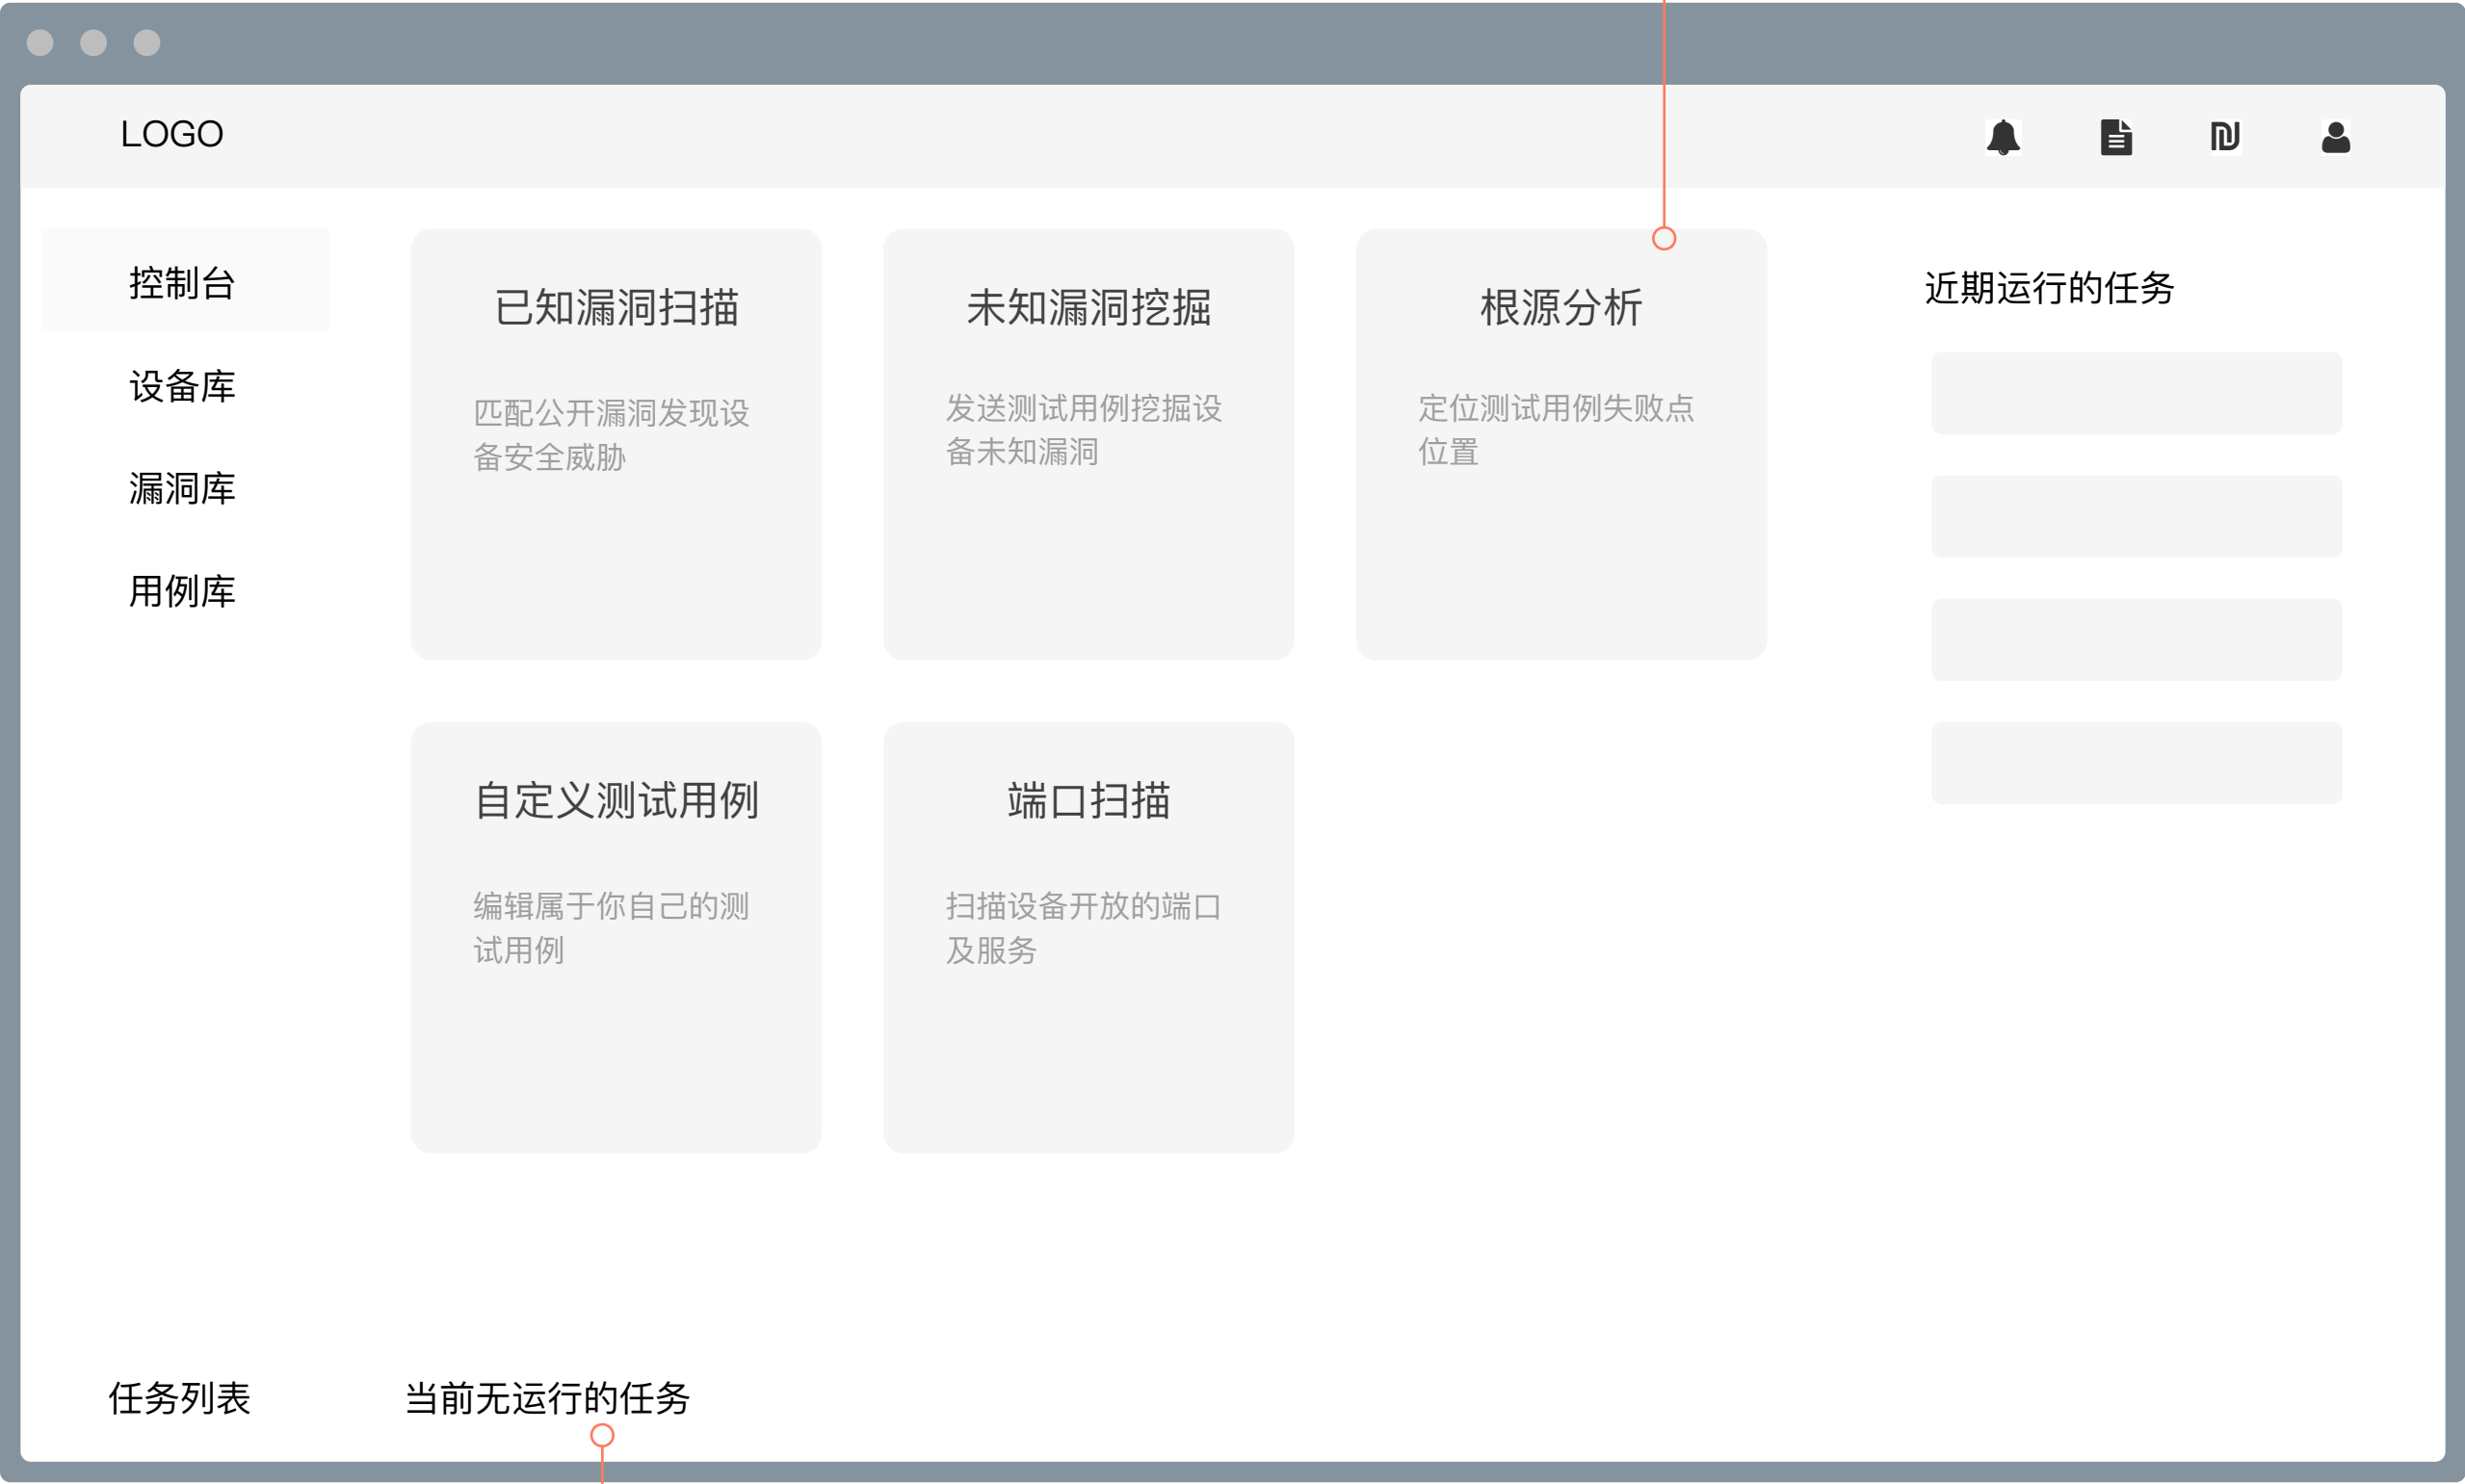 LOGO
控制台
设备库
漏洞库
用例库
已知漏洞扫描
匹配公开漏洞发现设
备安全威胁
未知漏洞挖掘
发送测试用例挖掘设
备未知漏洞
根源分析
定位测试用例失败点
位置
近期运行的任务
自定义测试用例
编辑属于你自己的测
试用例
端口扫描
扫描设备开放的端口
及服务
任务列表
当前无运行的任务